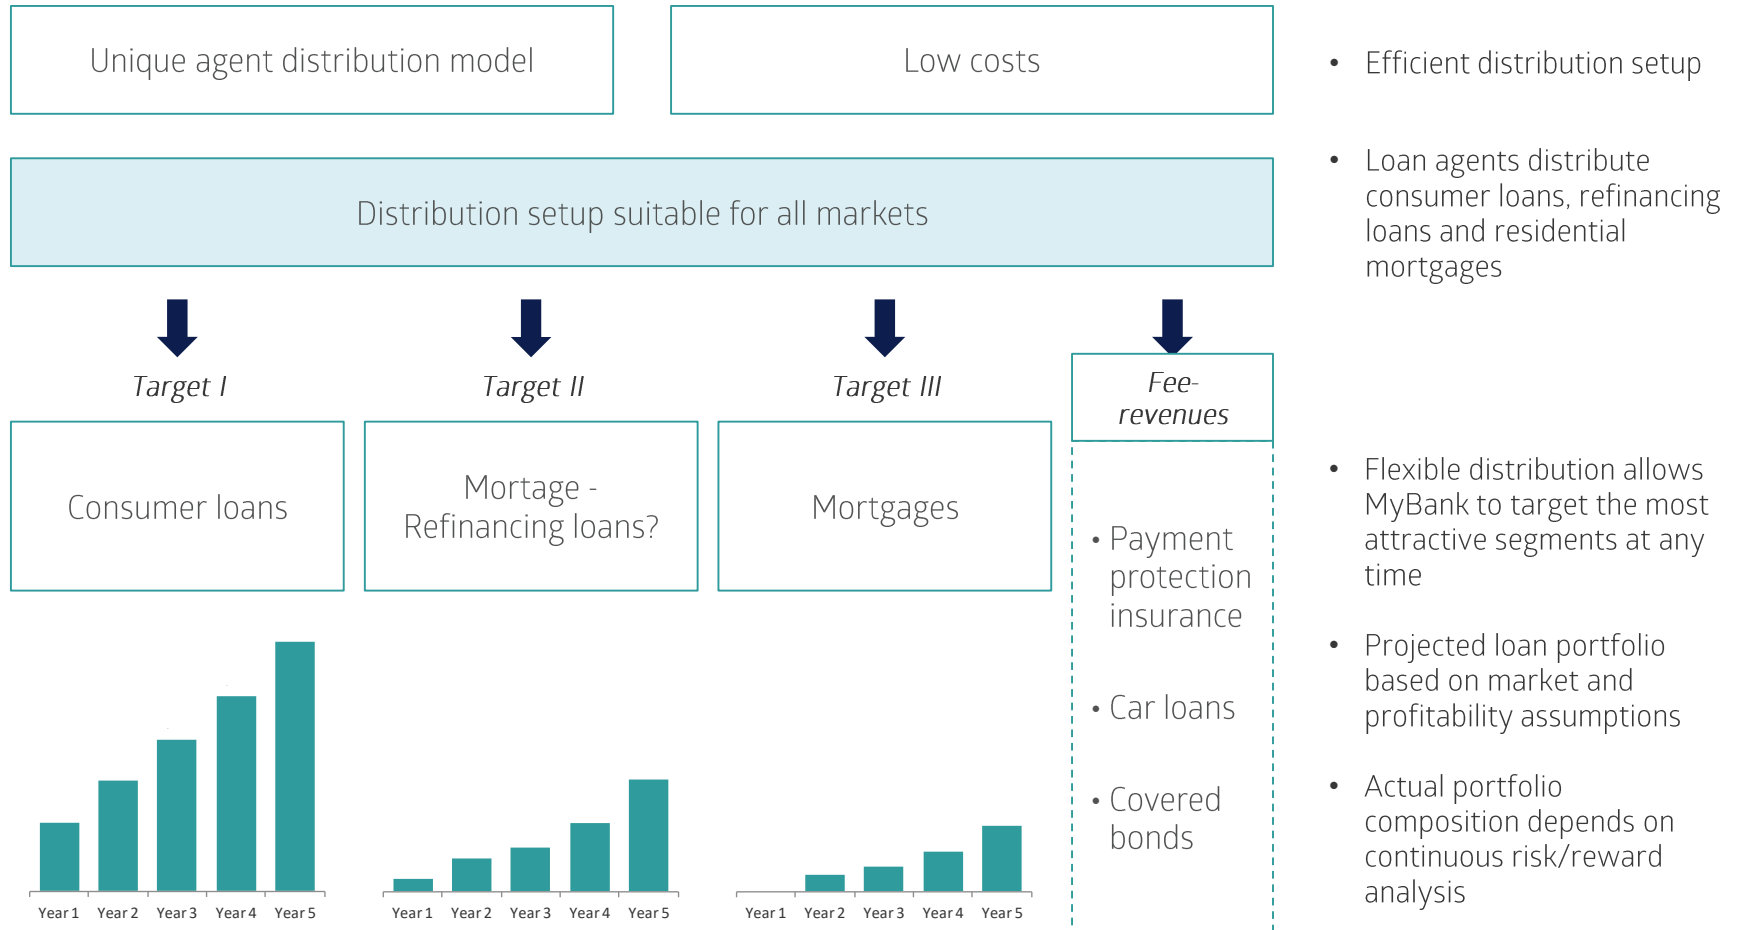 Unique agent distribution model
Low costs
Distribution setup suitable for all markets
Target I
Target II
Target III
Fee-
revenues
Consumer loans
Mortage -
Refinancing loans?
Mortgages
• Payment
protection
insurance
• Car loans
• Covered
bonds
Year 1 Year 2 Year 3 Year 4 Year 5
Year 1 Year 2 Year 3 Year 4 Year 5
Year 1 Year 2 Year 3 Year 4 Year 5
• Efficient distribution setup
• Loan agents distribute
consumer loans, refinancing
loans and residential
mortgages
• Flexible distribution allows
MyBank to target the most
attractive segments at any
time
• Projected loan portfolio
based on market and
profitability assumptions
• Actual portfolio
composition depends on
continuous risk/reward
analysis